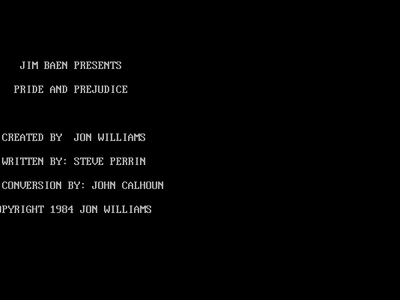 JIM BAEN PRESENTS
PRIDE AND PREJUDICE
CREATED BY  JON WILLIAMS
WRITTEN BY: STEVE PERRIN
CONVERSION BY: JOHN CALHOUN
OPYRIGHT 1984 JON WILLIAMS